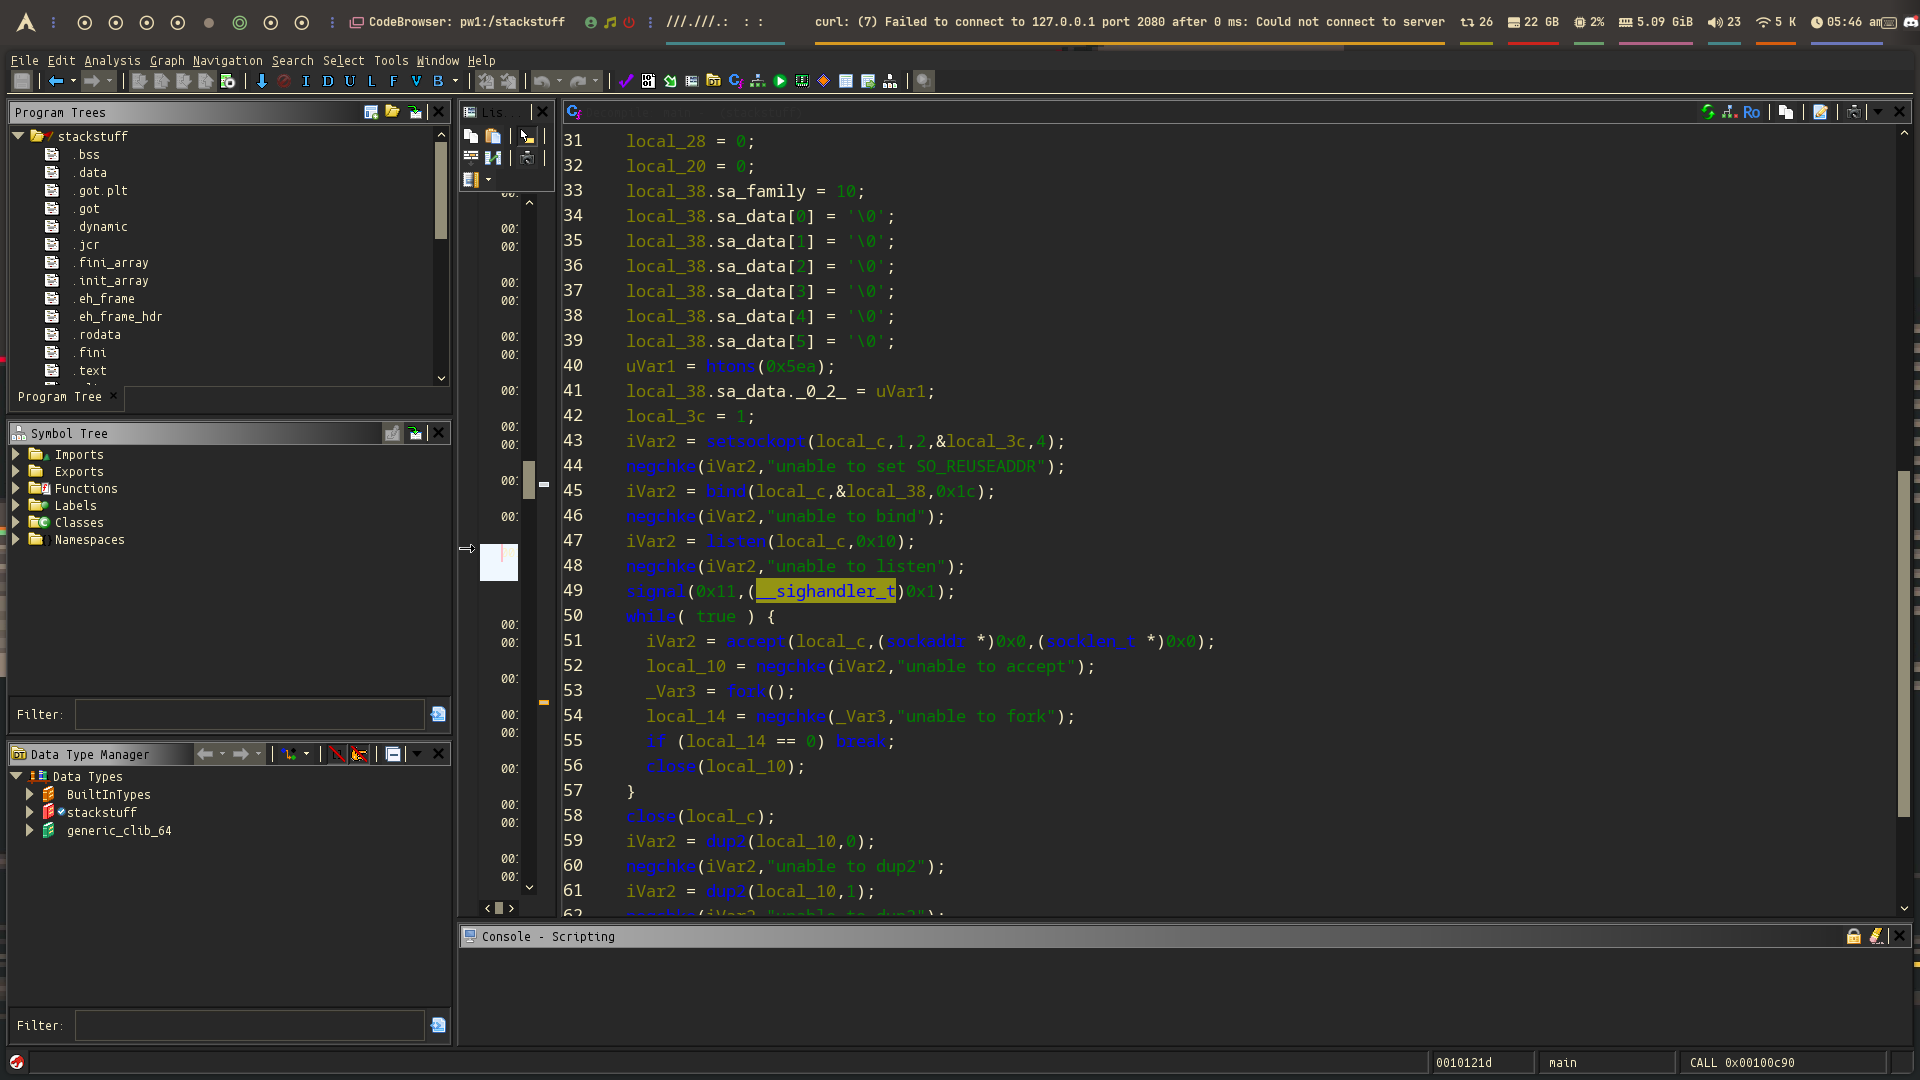 CodeBrowser: pw1:/stackstuff
///.///.: : :
curl: (7) Failed to connect to 127.0.0.1 port 2080 after 0 ms: Could not connect to server
26
22 GB
2%
5.09 GiB
23
5 K
05:46 am
File Edit Analysis Graph Navigation Search Select Tools Window Help
I D U L F V B
Program Trees
stackstuff
.bss
.data
.got.plt
.got
.dynamic
.jcr
.fini_array
.init_array
.eh_frame
.eh_frame_hdr
.rodata
.fini
.text
Program Tree ×
Symbol Tree
Imports
Exports
Functions
Labels
Classes
Namespaces
Filter:
Data Type Manager
Data Types
BuiltInTypes
stackstuff
generic_clib_64
Filter:
Lis
Ro
31 local_28 = 0;
32 local_20 = 0;
33 local_38.sa_family = 10;
34 local_38.sa_data[0] = '\0';
35 local_38.sa_data[1] = '\0';
36 local_38.sa_data[2] = '\0';
37 local_38.sa_data[3] = '\0';
38 local_38.sa_data[4] = '\0';
39 local_38.sa_data[5] = '\0';
40 uVar1 = htons(0x5ea);
41 local_38.sa_data._0_2_ = uVar1;
42 local_3c = 1;
43 iVar2 = setsockopt(local_c,1,2,&local_3c,4);
44 negchke(iVar2,"unable to set SO_REUSEADDR");
45 iVar2 = bind(local_c,&local_38,0x1c);
46 negchke(iVar2,"unable to bind");
47 iVar2 = listen(local_c,0x10);
48 negchke(iVar2,"unable to listen");
49 signal(0x11,(__sighandler_t)0x1);
50 while( true ) {
51 iVar2 = accept(local_c,(sockaddr *)0x0,(socklen_t *)0x0);
52 local_10 = negchke(iVar2,"unable to accept");
53 _Var3 = fork();
54 local_14 = negchke(_Var3,"unable to fork");
55 if (local_14 == 0) break;
56 close(local_10);
57 }
58 close(local_c);
59 iVar2 = dup2(local_10,0);
60 negchke(iVar2,"unable to dup2");
61 iVar2 = dup2(local_10,1);
62 negchke(iVar2,"unable to dup2");
Console - Scripting
0010121d
main
CALL 0x00100c90